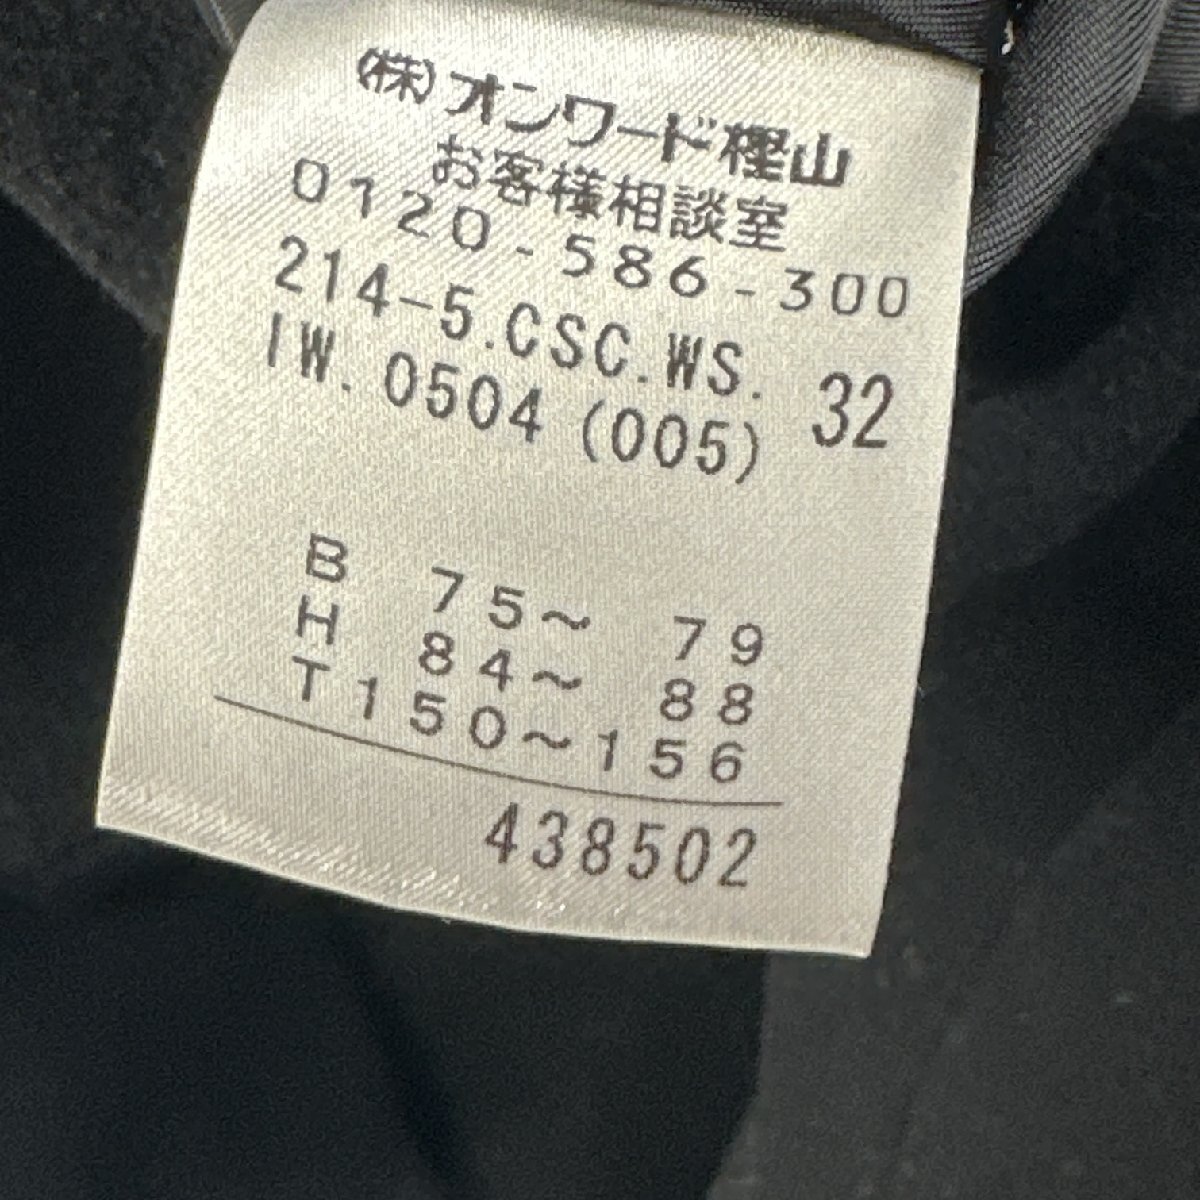 (株)オンワード樫山
お客様相談室
0120-586-300
214-5.CSC.WS. 32
IW.0504(005)
B 75～ 79
H 84～ 88
T150～156
438502